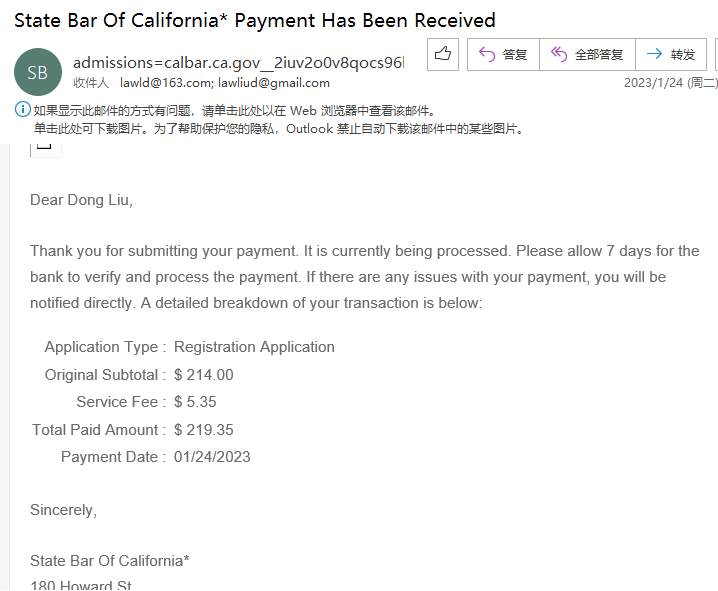 State Bar Of California* Payment Has Been Received
SB
admissions=calbar.ca.gov__2iuv2o0v8qocs96
答复
全部答复
转发
收件人 lawld@163.com; lawliud@gmail.com
2023/1/24 (周二)
如果显示此邮件的方式有问题，请单击此处以在 Web 浏览器中查看该邮件。
单击此处可下载图片。为了帮助保护您的隐私，Outlook 禁止自动下载该邮件中的某些图片。
Dear Dong Liu,
Thank you for submitting your payment. It is currently being processed. Please allow 7 days for the
bank to verify and process the payment. If there are any issues with your payment, you will be
notified directly. A detailed breakdown of your transaction is below:
Application Type : Registration Application
Original Subtotal : $ 214.00
Service Fee : $ 5.35
Total Paid Amount : $ 219.35
Payment Date : 01/24/2023
Sincerely,
State Bar Of California*
180 Howard St